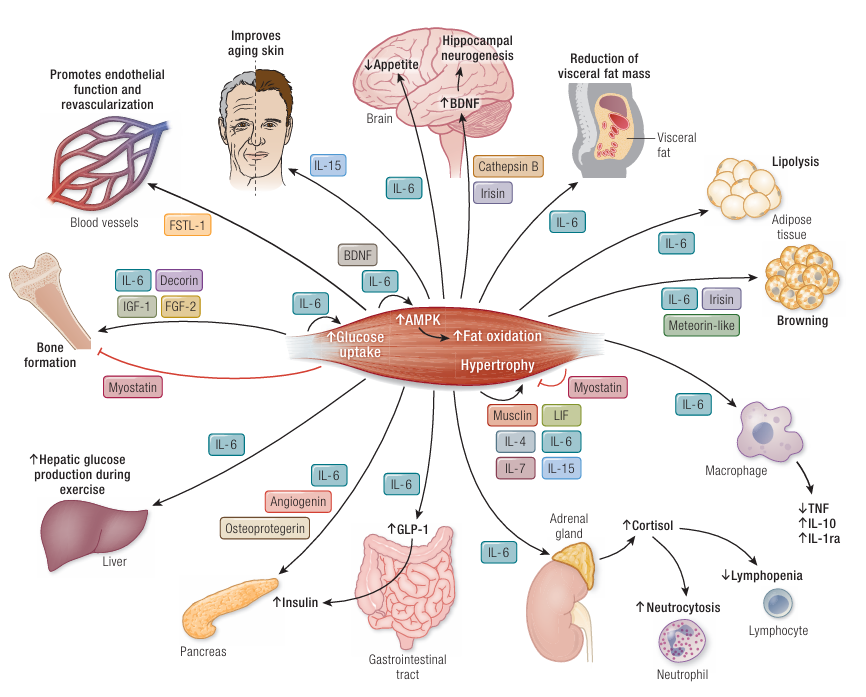 Improves
aging skin
Promotes endothelial
function and
revascularization
Blood vessels
FSTL-1
IL-15
Hippocampal
neurogenesis
↓Appetite
↑BDNF
Brain
Cathepsin B
Irisin
IL-6
Reduction of
visceral fat mass
Visceral
fat
IL-6
Lipolysis
Adipose
tissue
IL-6
Browning
IL-6
Irisin
Meteorin-like
Bone
formation
IL-6
Decorin
IGF-1
FGF-2
Myostatin
BDNF
IL-6
IL-6
↑AMPK
↑Glucose
uptake
↑Fat oxidation
Hypertrophy
Myostatin
Musclin
LIF
IL-4
IL-6
IL-7
IL-15
IL-6
Macrophage
↓TNF
↑IL-10
↑IL-1ra
↑Hepatic glucose
production during
exercise
Liver
IL-6
IL-6
Angiogenin
Osteoprotegerin
↑Insulin
Pancreas
IL-6
↑GLP-1
Gastrointestinal
tract
IL-6
Adrenal
gland
↑Cortisol
↓Lymphopenia
Lymphocyte
↑Neutrocytosis
Neutrophil